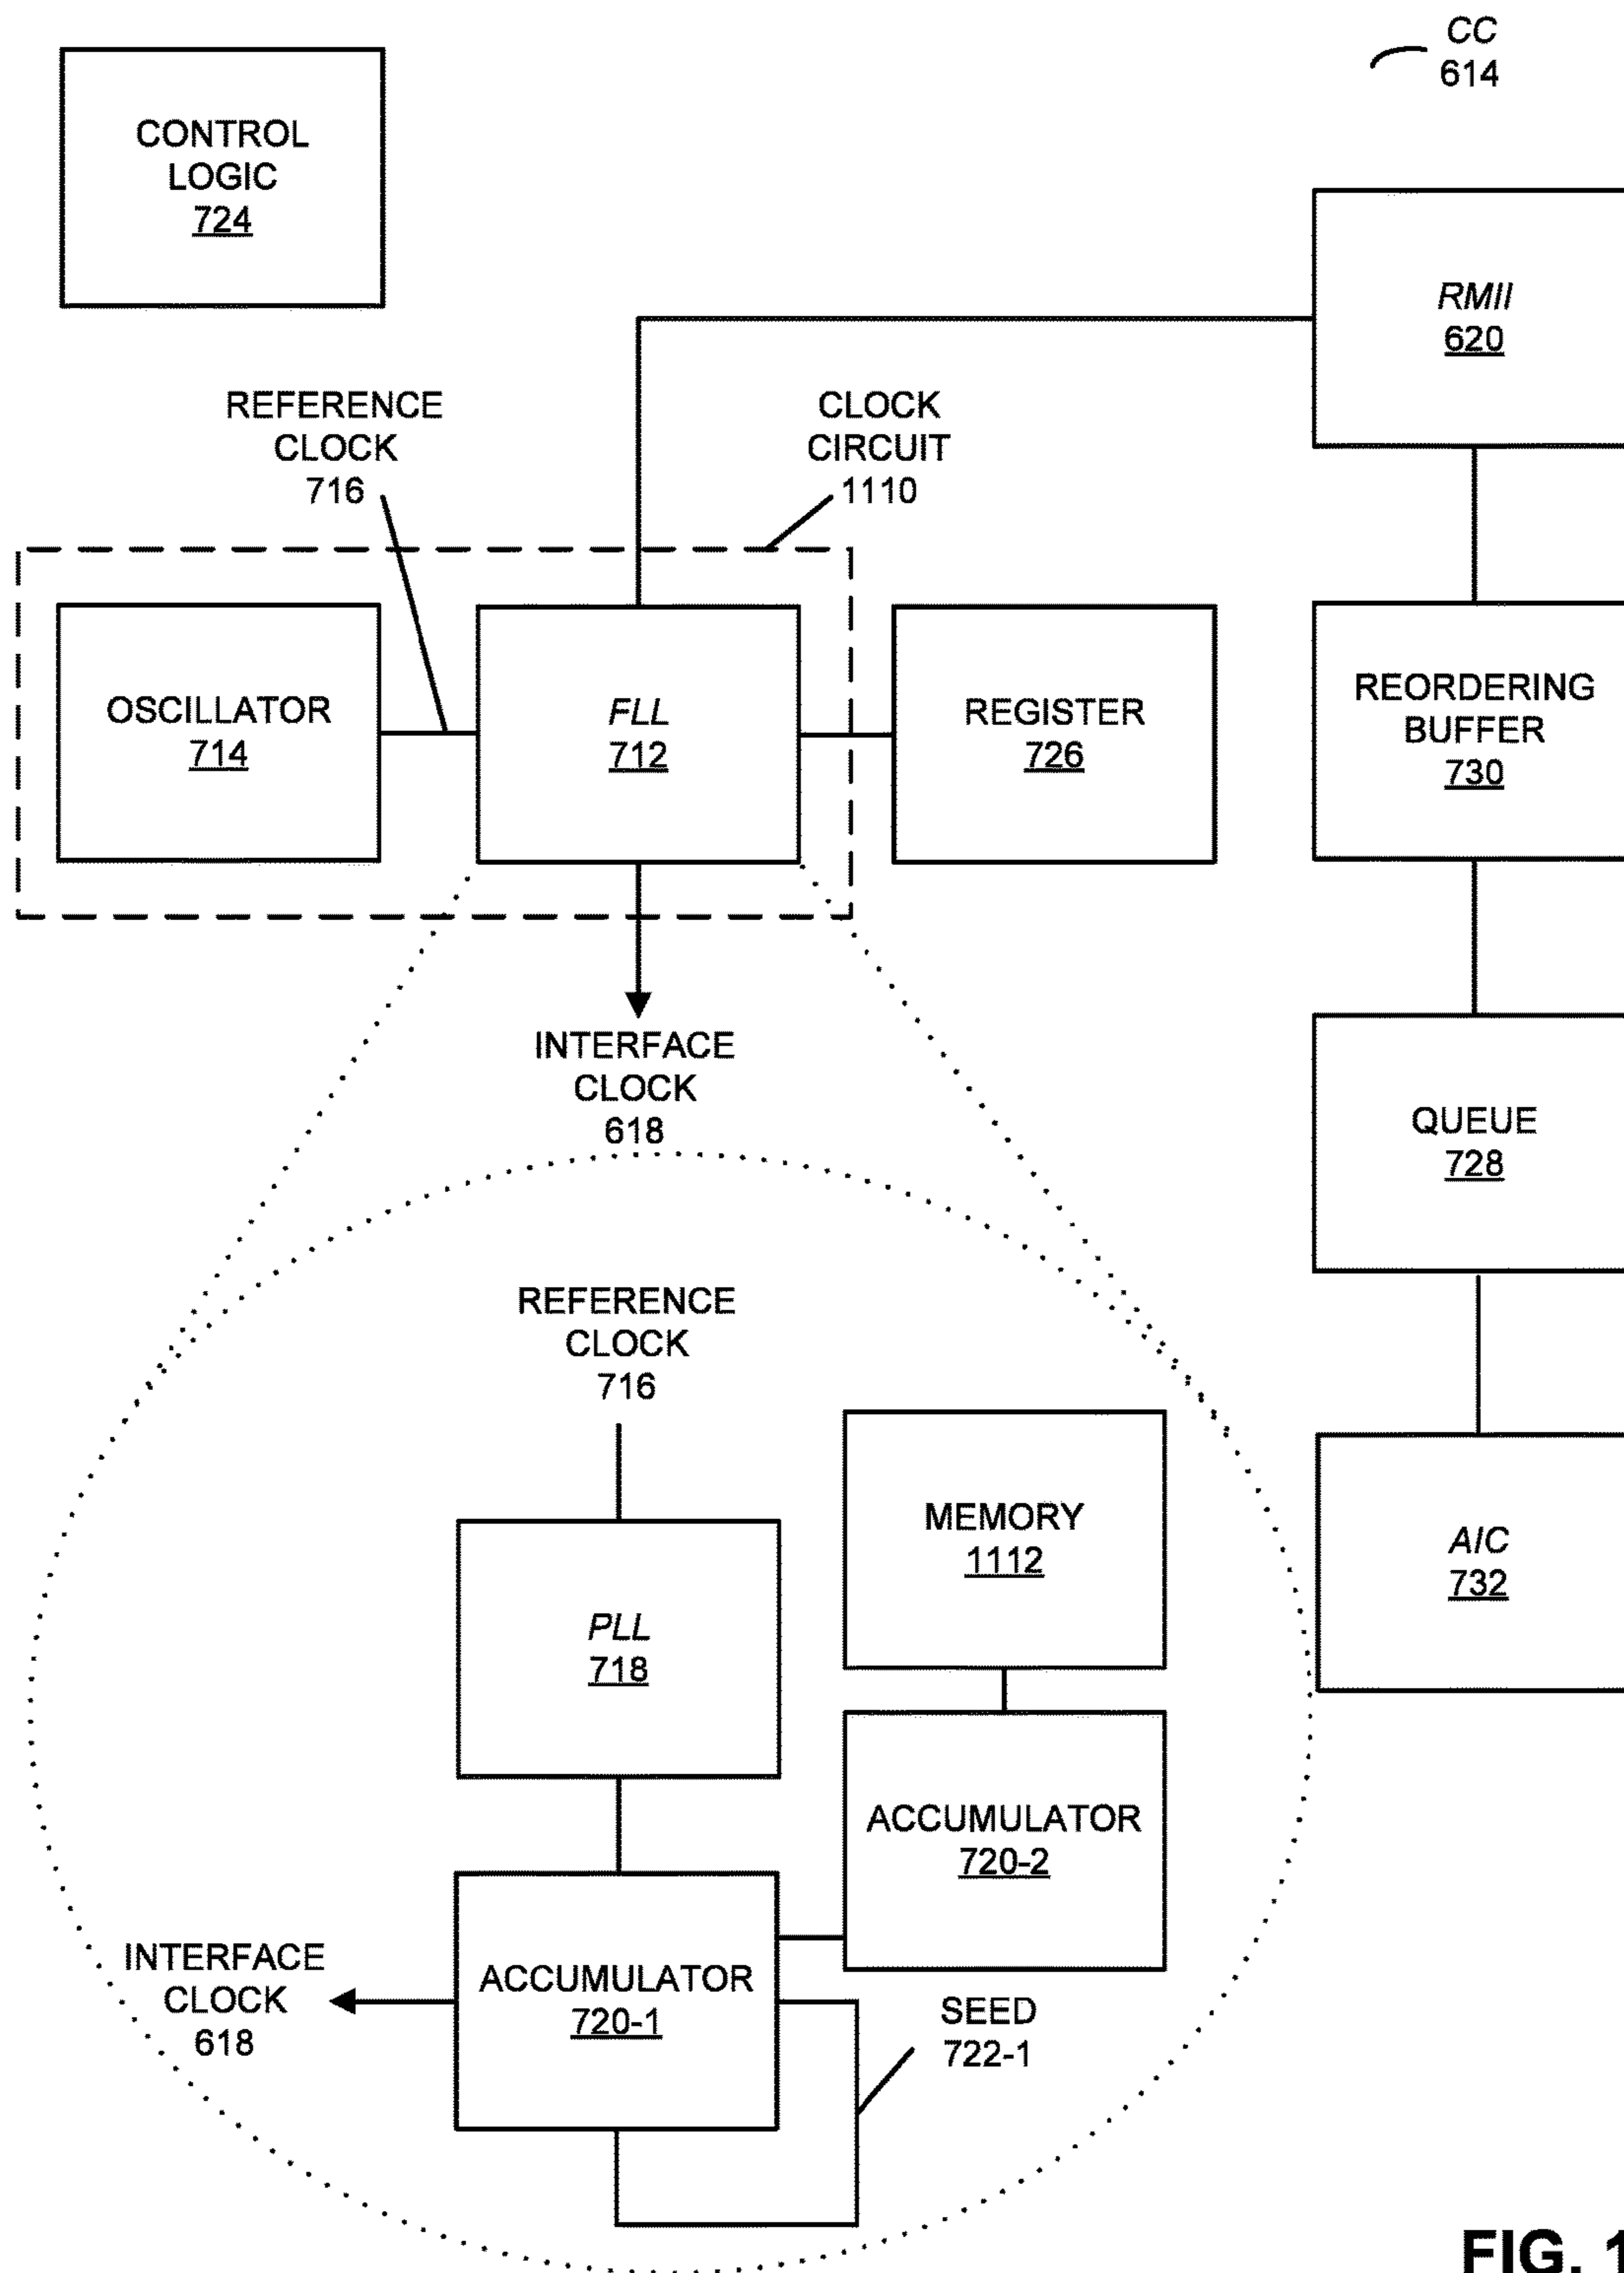 CC
614
CONTROL
LOGIC
724
RMII
620
REFERENCE
CLOCK
716
CLOCK
CIRCUIT
1110
OSCILLATOR
714
FLL
712
REGISTER
726
REORDERING
BUFFER
730
INTERFACE
CLOCK
618
QUEUE
728
REFERENCE
CLOCK
716
MEMORY
1112
AIC
732
PLL
718
ACCUMULATOR
720-2
INTERFACE
CLOCK
618
ACCUMULATOR
720-1
SEED
722-1
FIG. 1